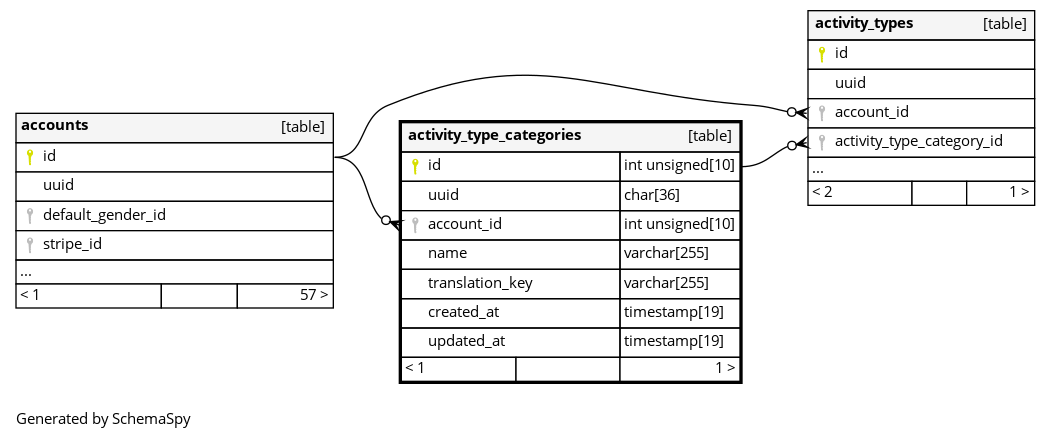 accounts [table]
id
uuid
default_gender_id
stripe_id
...
< 1 57 >
activity_type_categories [table]
id int unsigned[10]
uuid char[36]
account_id int unsigned[10]
name varchar[255]
translation_key varchar[255]
created_at timestamp[19]
updated_at timestamp[19]
< 1 1 >
activity_types [table]
id
uuid
account_id
activity_type_category_id
...
< 2 1 >
Generated by SchemaSpy